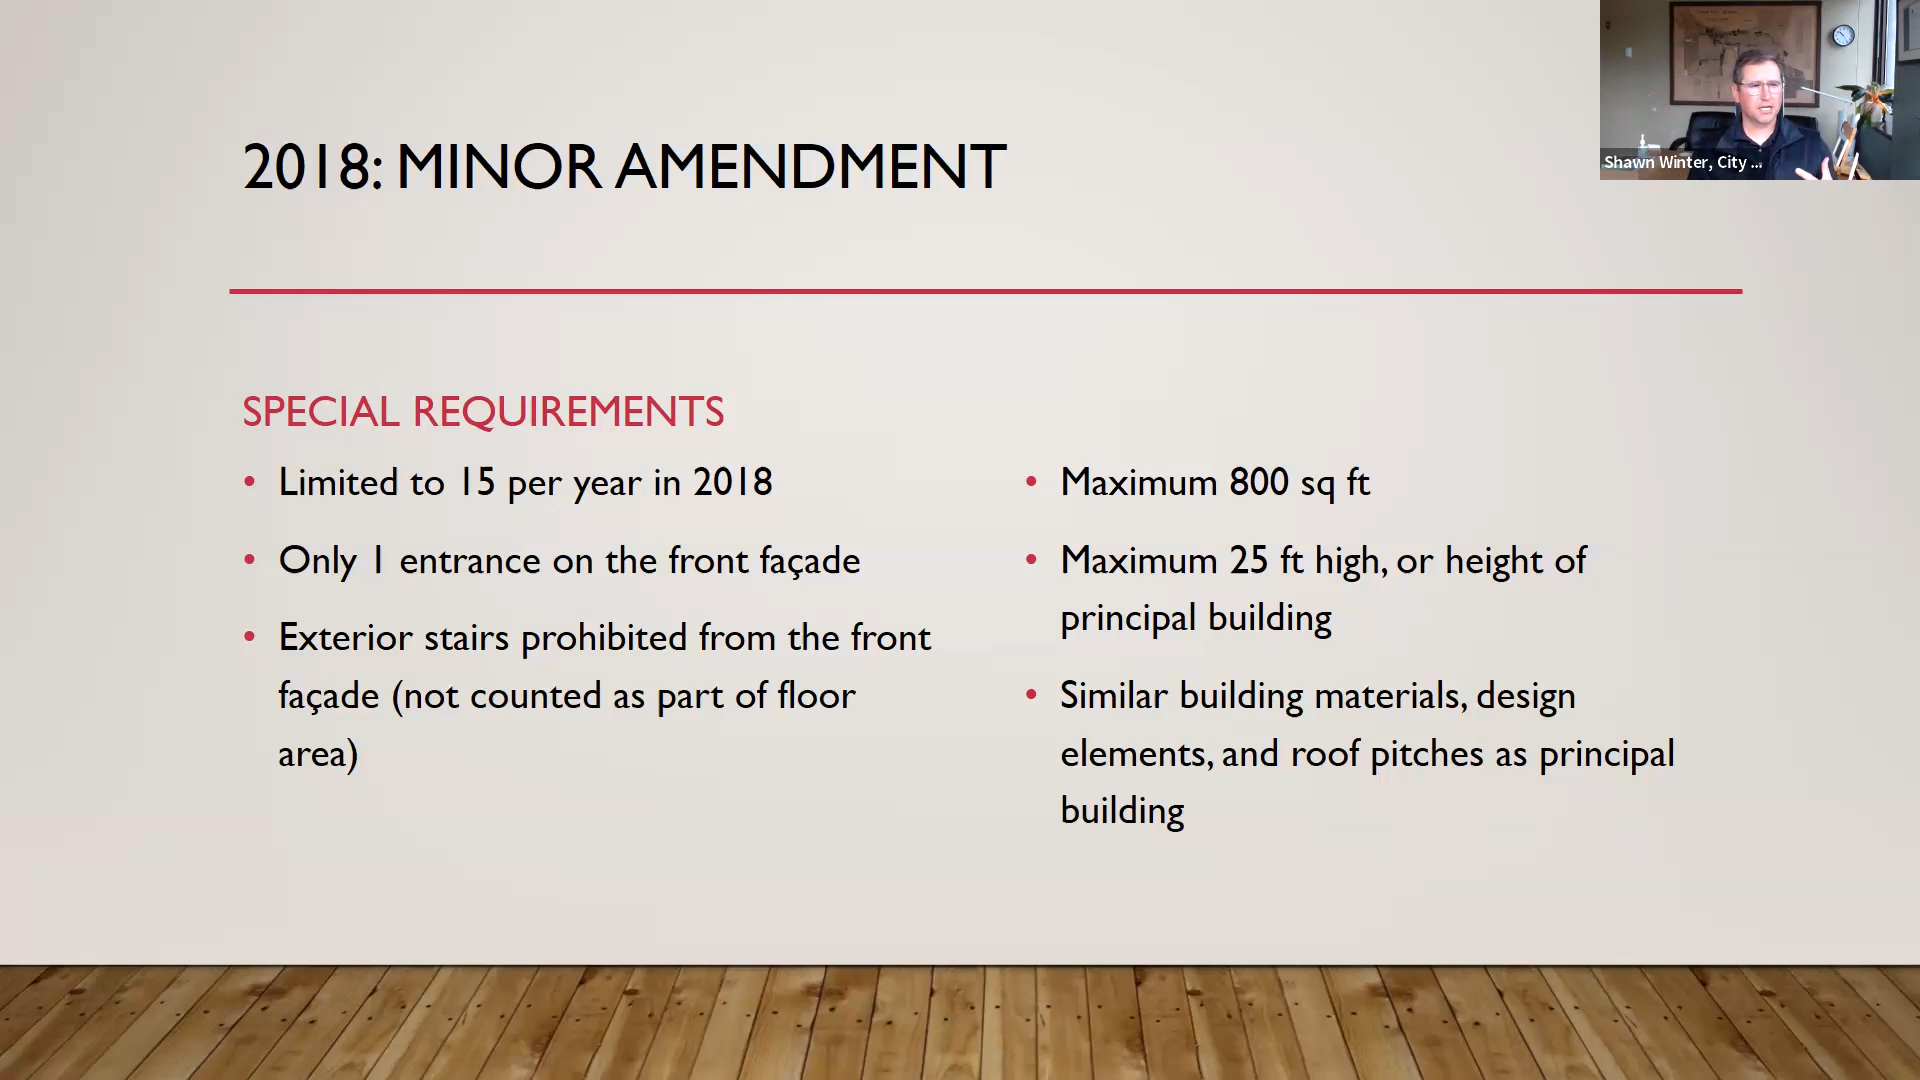 2018: MINOR AMENDMENT
SPECIAL REQUIREMENTS
• Limited to 15 per year in 2018
• Only 1 entrance on the front façade
• Exterior stairs prohibited from the front
façade (not counted as part of floor
area)
• Maximum 800 sq ft
• Maximum 25 ft high, or height of
principal building
• Similar building materials, design
elements, and roof pitches as principal
building
Shawn Winter, City ...